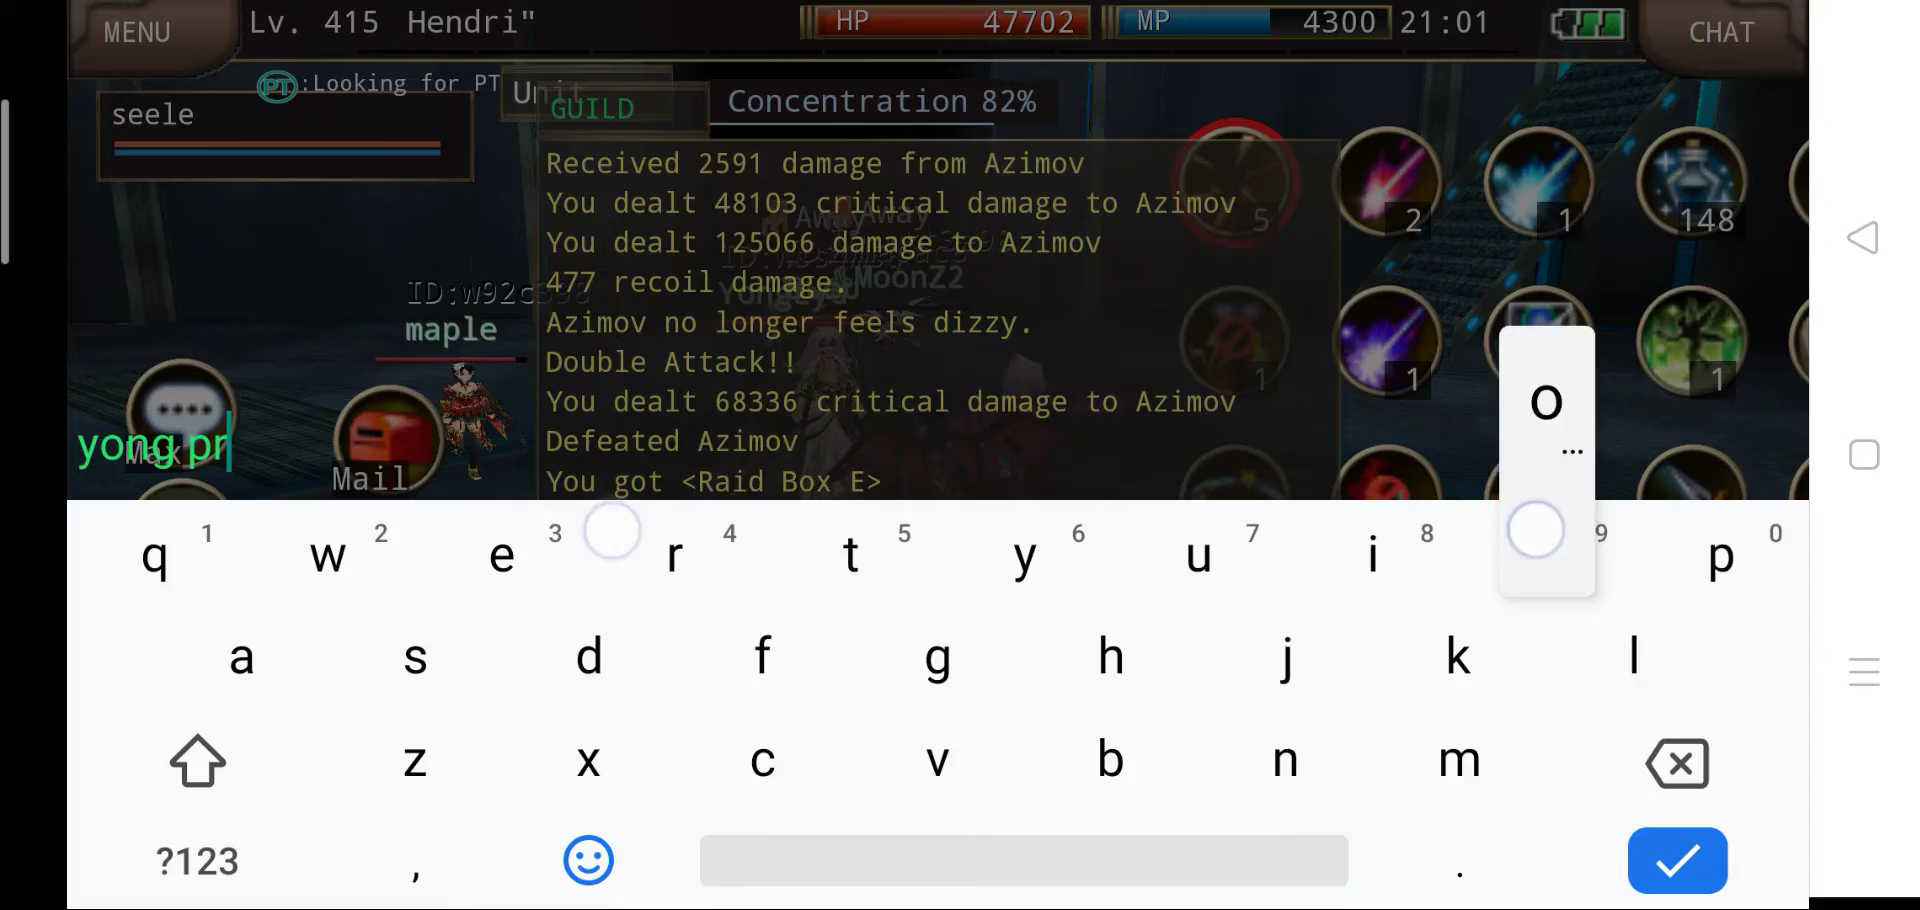 MENU
Lv. 415 Hendri"
HP 47702
MP 4300
21:01
CHAT
PT :Looking for PT
GUILD
Concentration 82%
seele
Received 2591 damage from Azimov
You dealt 48103 critical damage to Azimov
You dealt 125066 damage to Azimov
477 recoil damage.
Azimov no longer feels dizzy.
Double Attack!!
You dealt 68336 critical damage to Azimov
Defeated Azimov
You got <Raid Box E>
5
2
1
148
MoonZ2
maple
1
1
1
yong pr
Mail
o
...
q 1 w 2 e 3 r 4 t 5 y 6 u 7 i 8 9 p 0
a s d f g h j k l
z x c v b n m
?123 , .